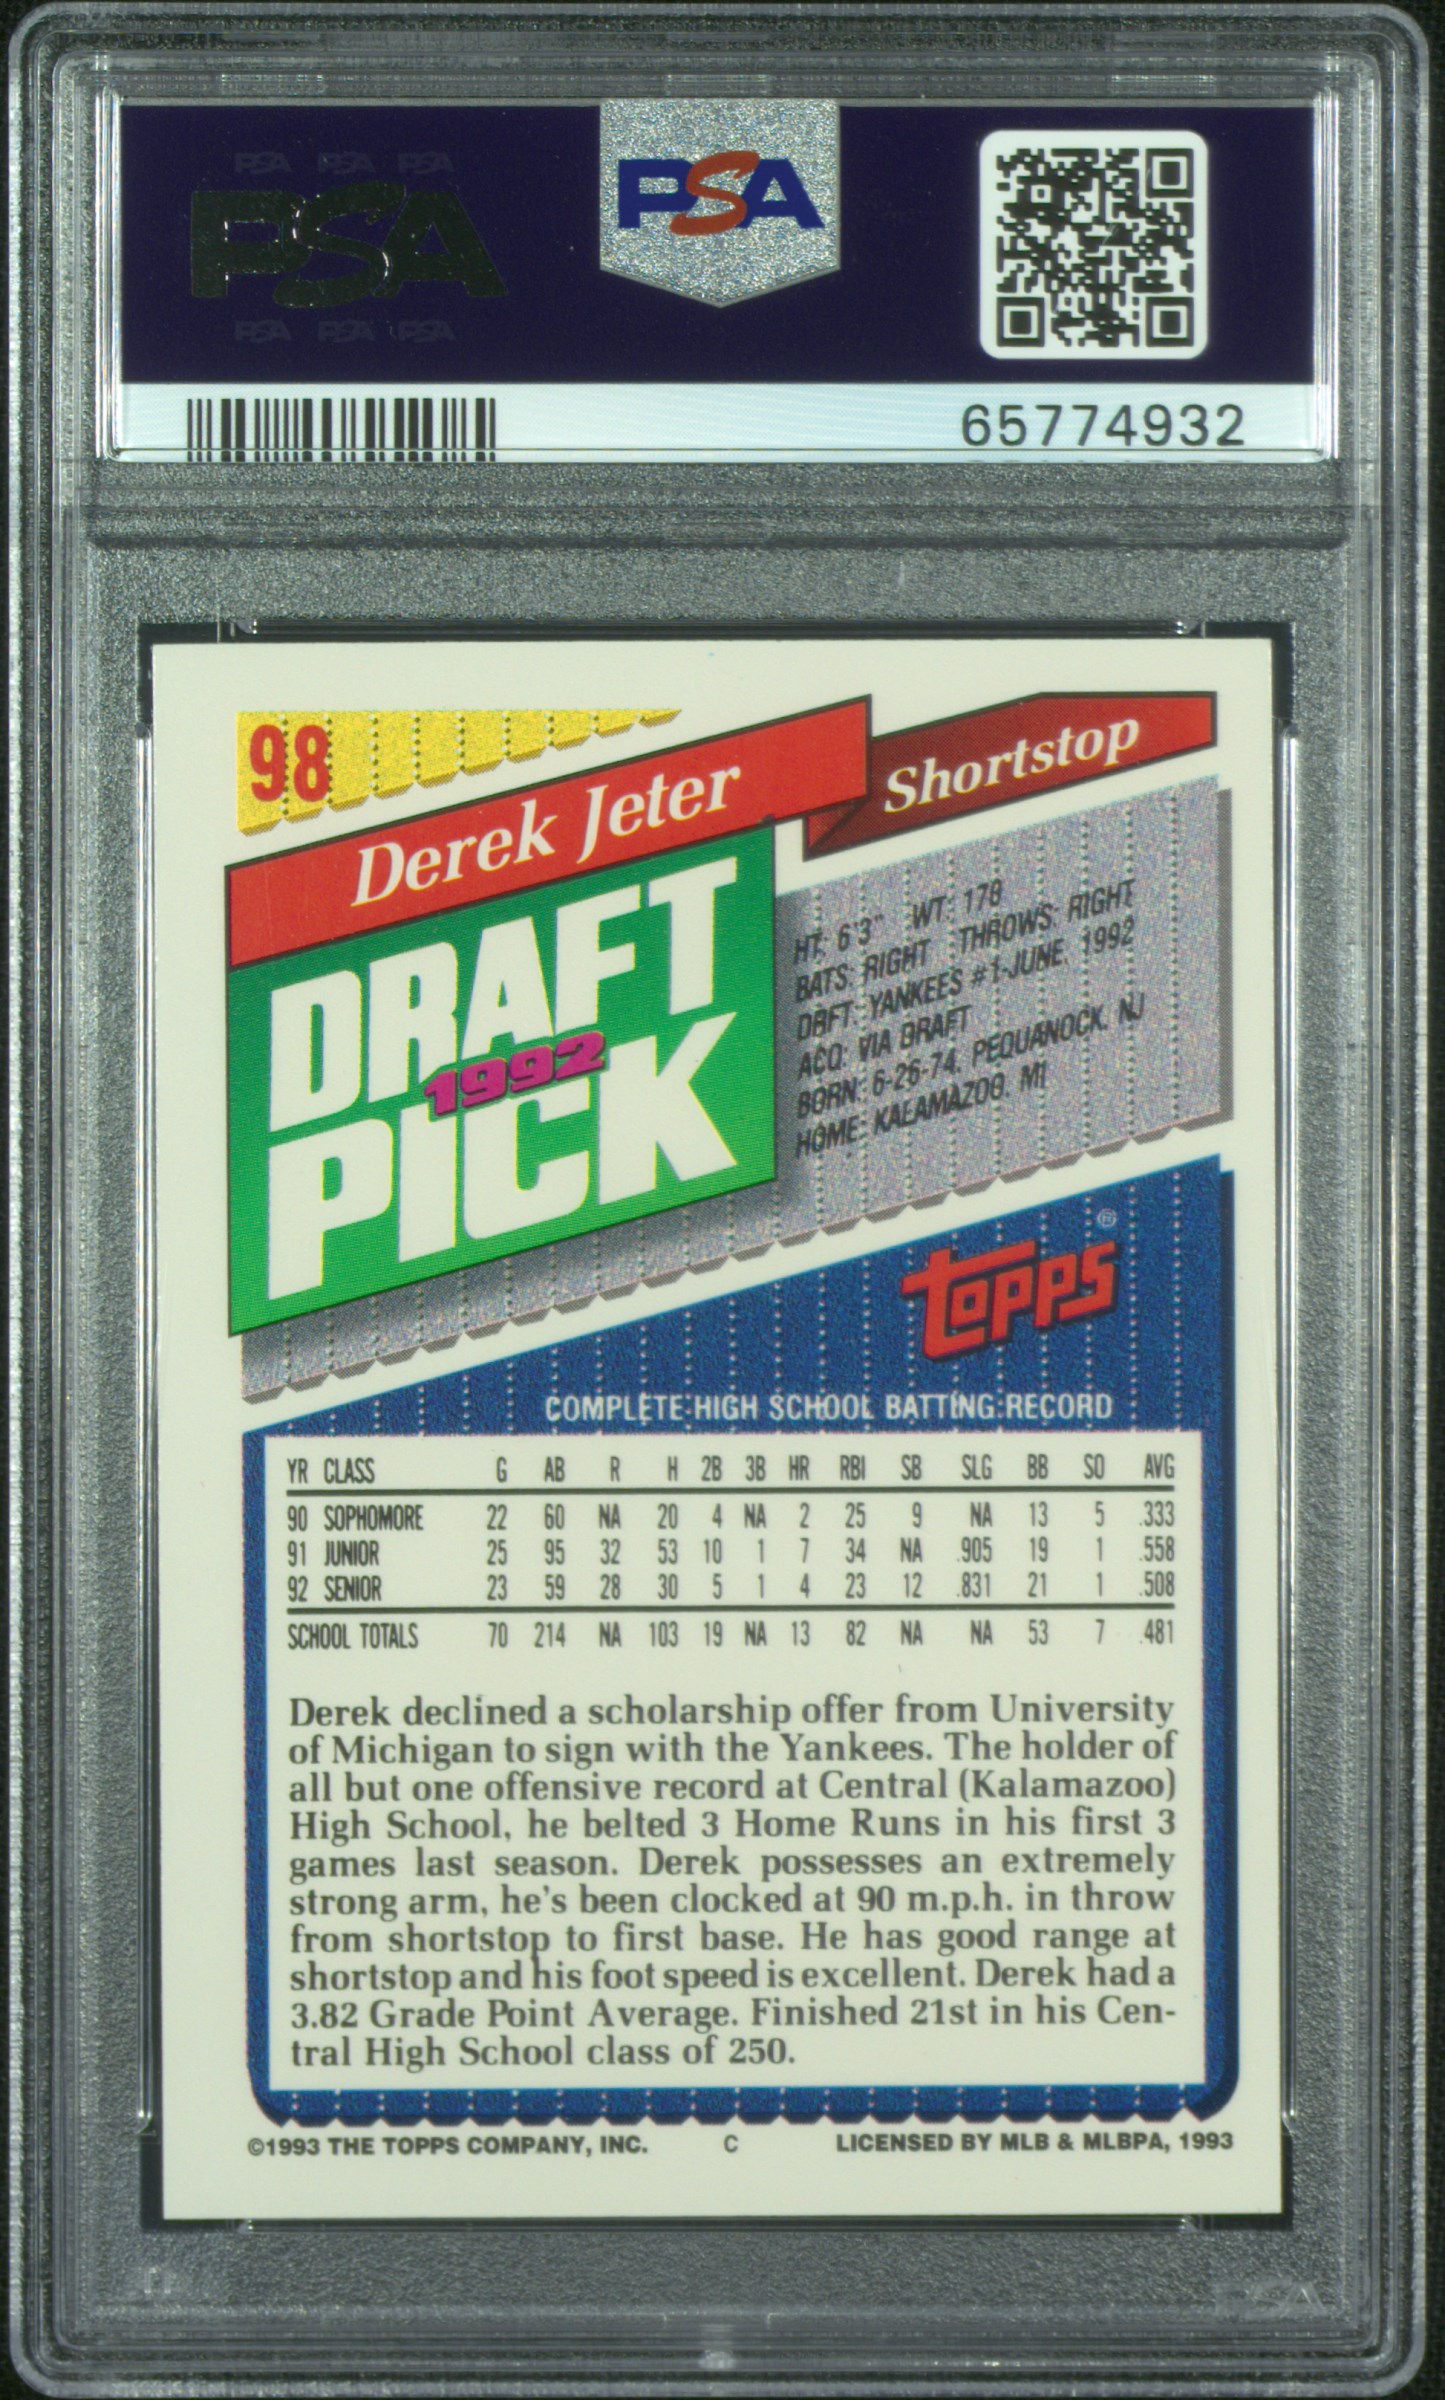 PSA PSA PSA
PSA
PSA PSA PSA
PSA
65774932
98
Derek Jeter
Shortstop
DRAFT
1992
PICK
HT: 6'3" WT: 178
BATS: RIGHT THROWS: RIGHT
DRFT: YANKEES #1-JUNE, 1992
ACQ: VIA DRAFT
BORN: 6-26-74, PEQUANOCK, NJ
HOME: KALAMAZOO, MI
Topps®
COMPLETE HIGH SCHOOL BATTING RECORD
YR CLASS G AB R H 2B 3B HR RBI SB SLG BB SO AVG
90 SOPHOMORE 22 60 NA 20 4 NA 2 25 9 NA 13 5 .333
91 JUNIOR 25 95 32 53 10 1 7 34 NA .905 19 1 .558
92 SENIOR 23 59 28 30 5 1 4 23 12 .831 21 1 .508
SCHOOL TOTALS 70 214 NA 103 19 NA 13 82 NA NA 53 7 .481
Derek declined a scholarship offer from University
of Michigan to sign with the Yankees. The holder of
all but one offensive record at Central (Kalamazoo)
High School, he belted 3 Home Runs in his first 3
games last season. Derek possesses an extremely
strong arm, he's been clocked at 90 m.p.h. in throw
from shortstop to first base. He has good range at
shortstop and his foot speed is excellent. Derek had a
3.82 Grade Point Average. Finished 21st in his Cen-
tral High School class of 250.
©1993 THE TOPPS COMPANY, INC. C LICENSED BY MLB & MLBPA, 1993
PSA